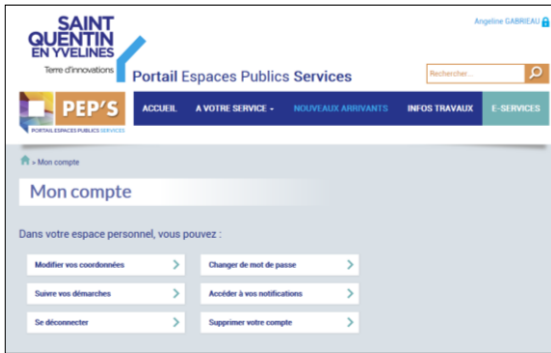 SAINT
QUENTIN
EN YVELINES
Terre d'innovations
Angeline GABRIEAU
Portail Espaces Publics Services
Rechercher...
PEP'S
PORTAIL ESPACES PUBLICS SERVICES
ACCUEIL A VOTRE SERVICE NOUVEAUX ARRIVANTS INFOS TRAVAUX E-SERVICES
» Mon compte
Mon compte
Dans votre espace personnel, vous pouvez :
Modifier vos coordonnées
Changer de mot de passe
Suivre vos démarches
Accéder à vos notifications
Se déconnecter
Supprimer votre compte